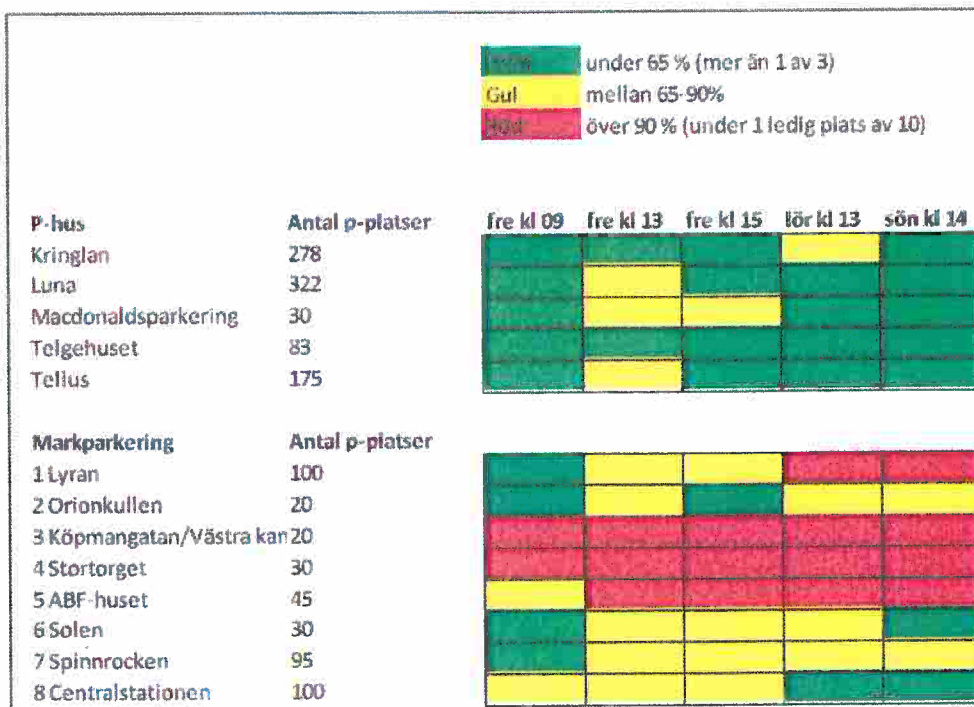 under 65 % (mer än 1 av 3)
Gul mellan 65-90%
Röd över 90 % (under 1 ledig plats av 10)
P-hus Antal p-platser fre kl 09 fre kl 13 fre kl 15 lör kl 13 sön kl 14
Kringlan 278
Luna 322
Macdonaldsparkering 30
Telgehuset 83
Tellus 175
Markparkering Antal p-platser
1 Lyran 100
2 Orionkullen 20
3 Köpmangatan/Västra kan 20
4 Stortorget 30
5 ABF-huset 45
6 Solen 30
7 Spinnrocken 95
8 Centralstationen 100